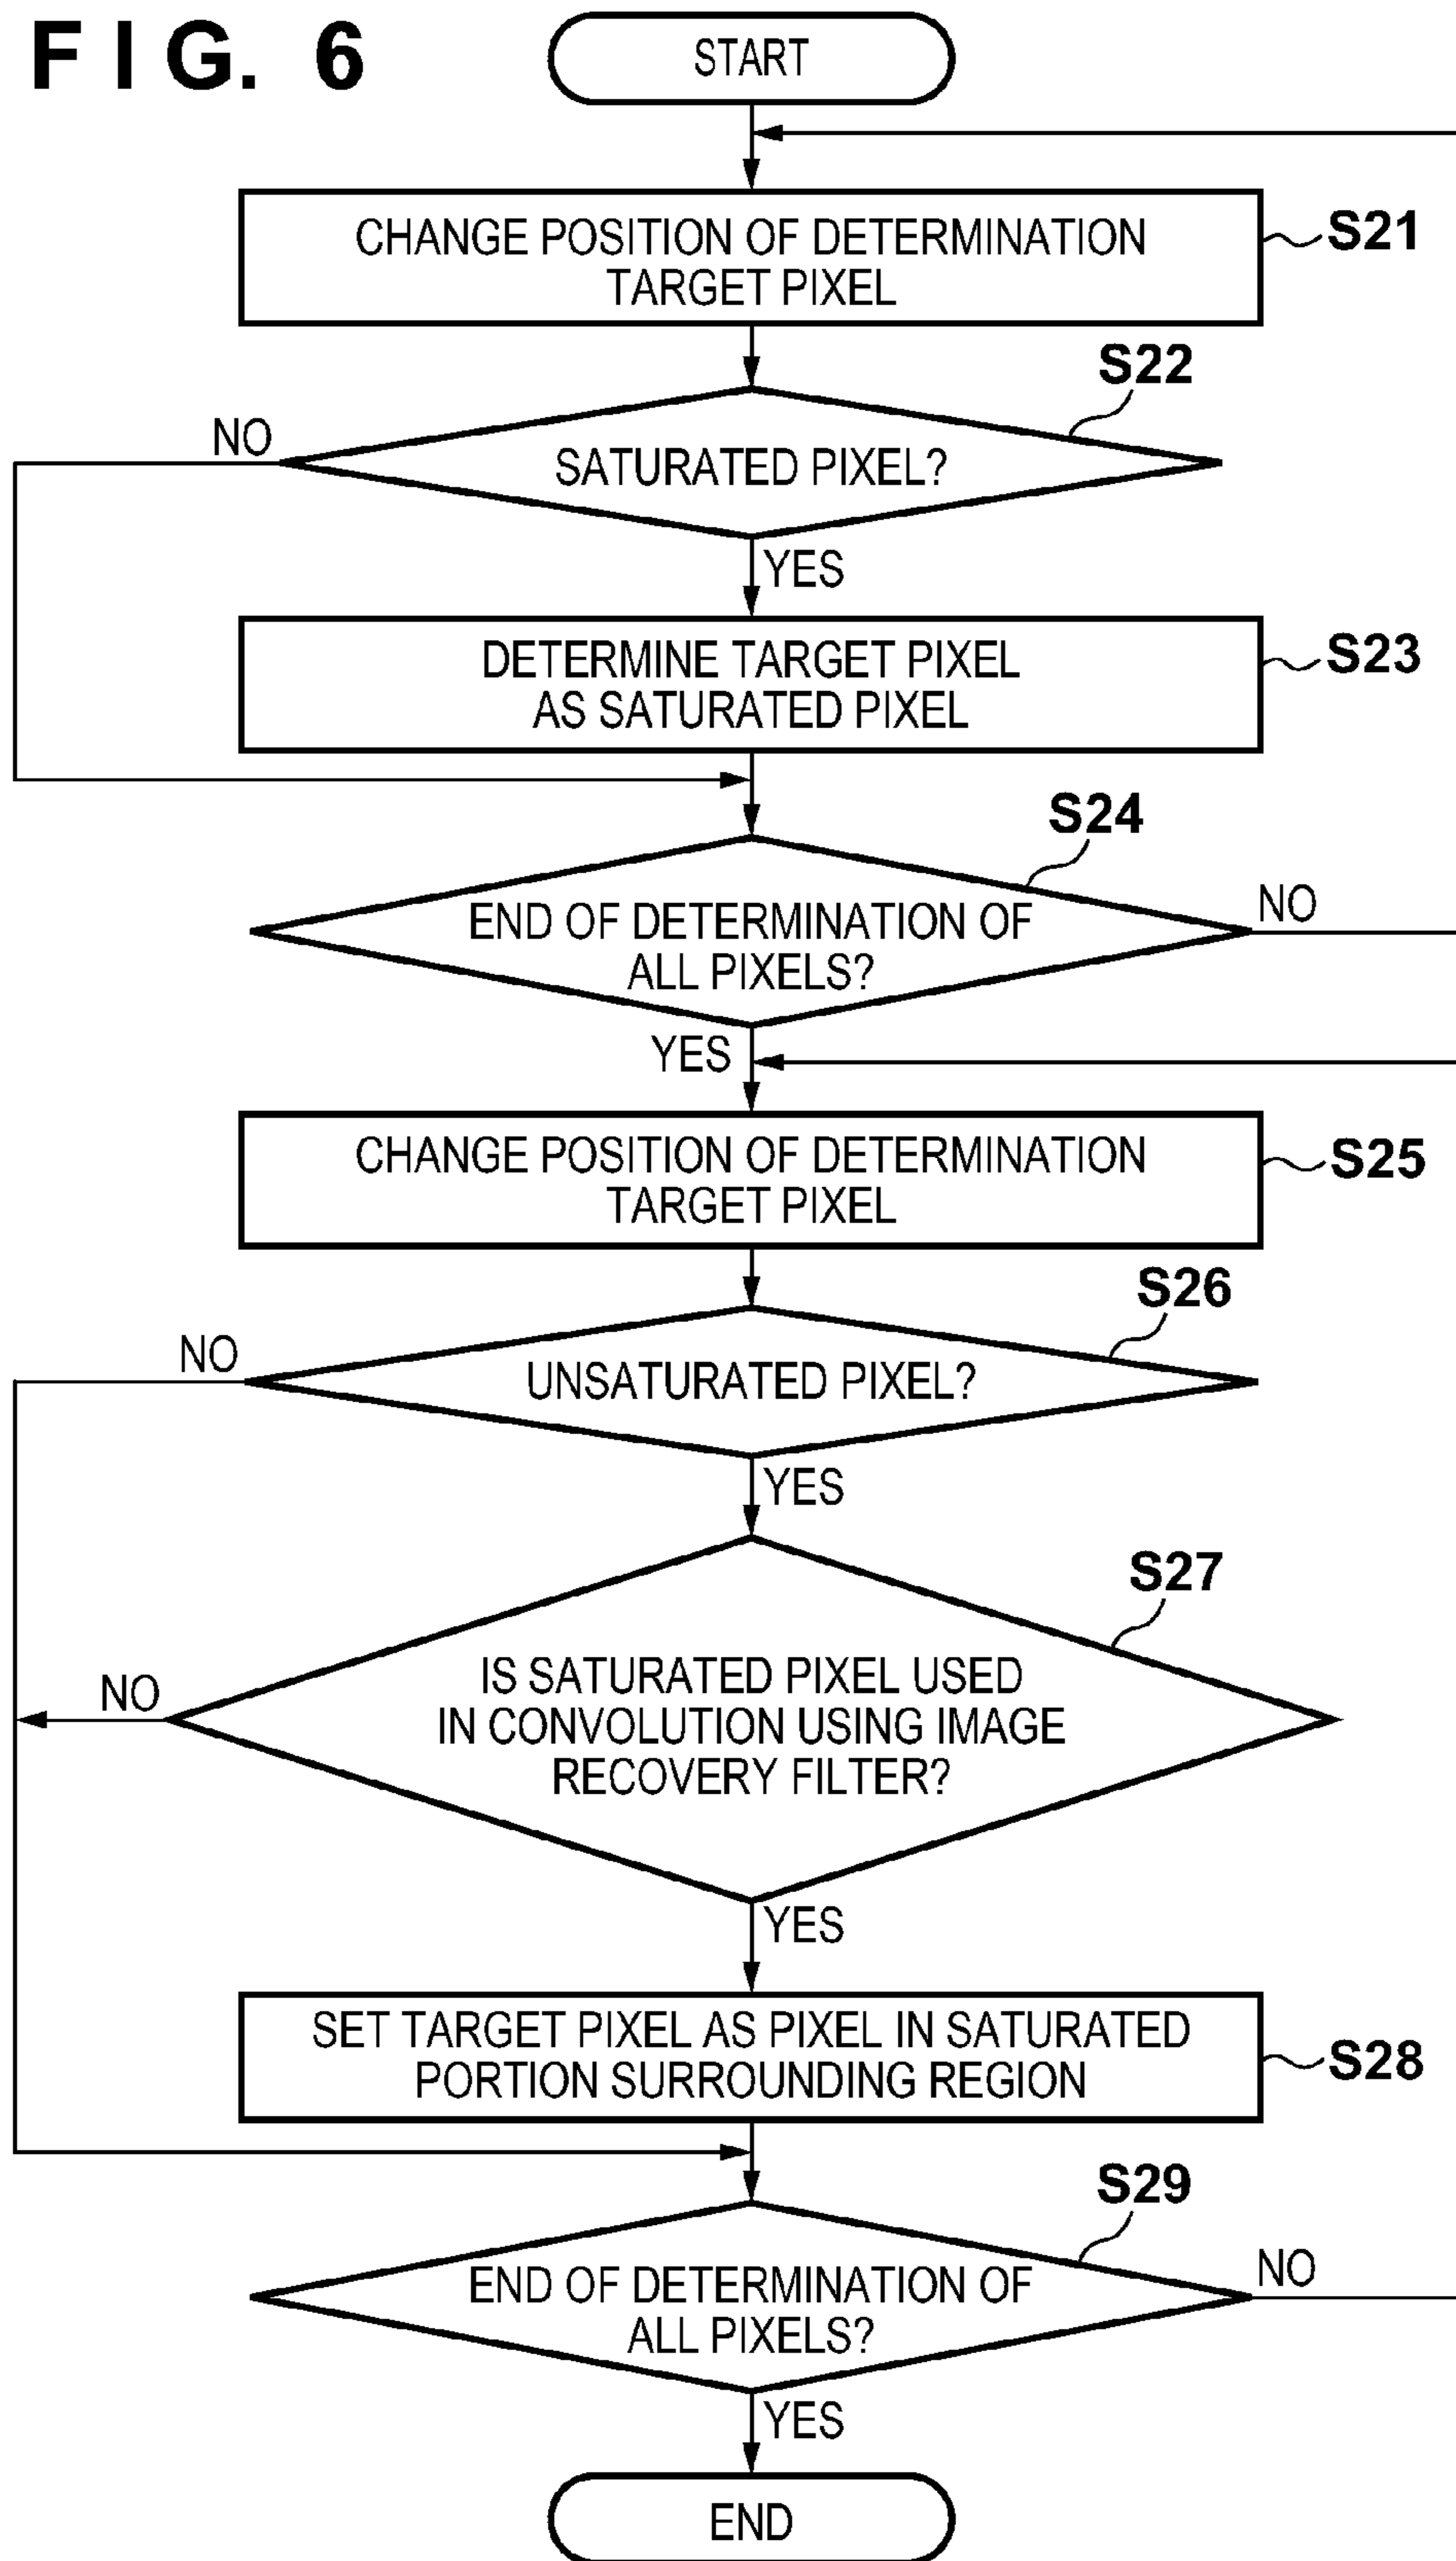 FIG. 6
START
CHANGE POSITION OF DETERMINATION
TARGET PIXEL
S21
S22
NO
SATURATED PIXEL?
YES
DETERMINE TARGET PIXEL
AS SATURATED PIXEL
S23
S24
END OF DETERMINATION OF
ALL PIXELS?
NO
YES
CHANGE POSITION OF DETERMINATION
TARGET PIXEL
S25
S26
NO
UNSATURATED PIXEL?
YES
S27
IS SATURATED PIXEL USED
IN CONVOLUTION USING IMAGE
RECOVERY FILTER?
NO
YES
SET TARGET PIXEL AS PIXEL IN SATURATED
PORTION SURROUNDING REGION
S28
S29
END OF DETERMINATION OF
ALL PIXELS?
NO
YES
END